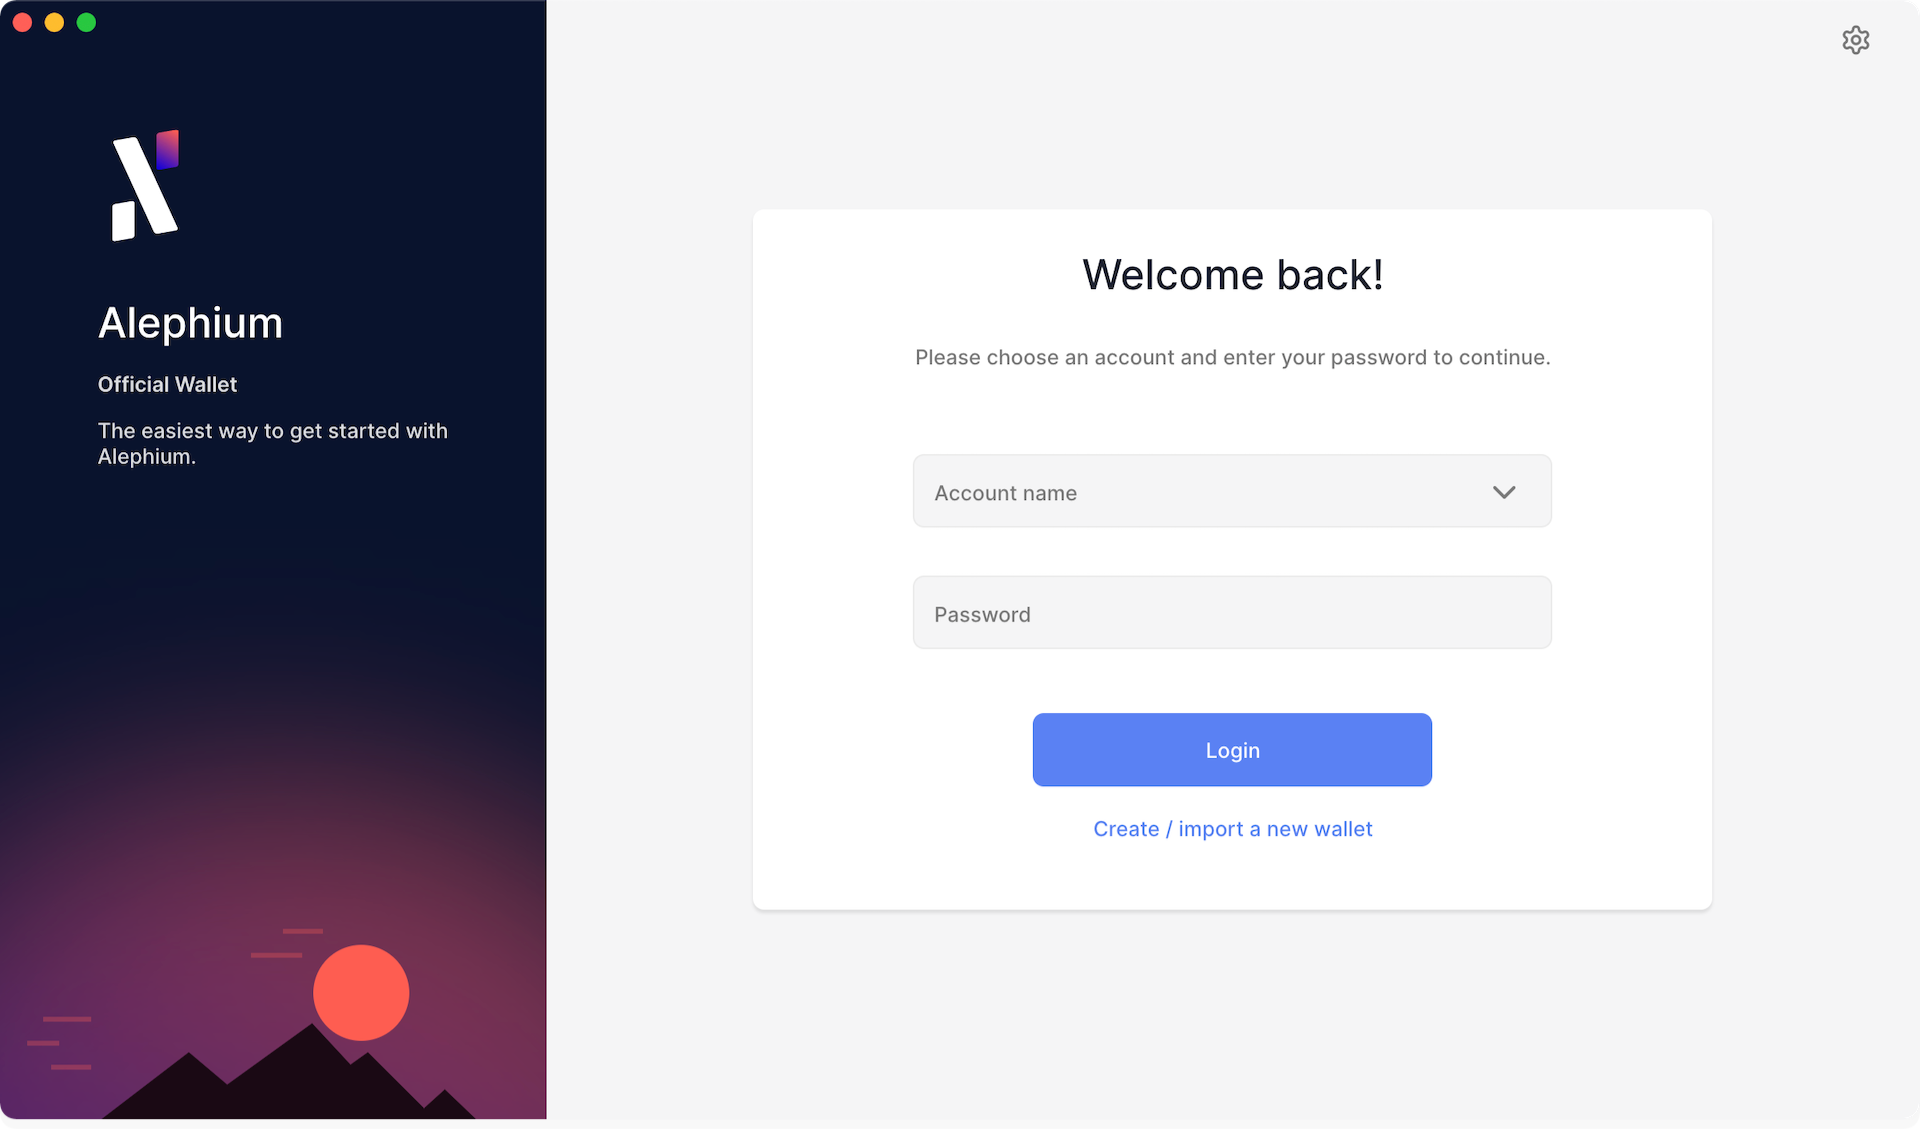 Alephium
Official Wallet
The easiest way to get started with
Alephium.
Welcome back!
Please choose an account and enter your password to continue.
Account name
Password
Login
Create / import a new wallet